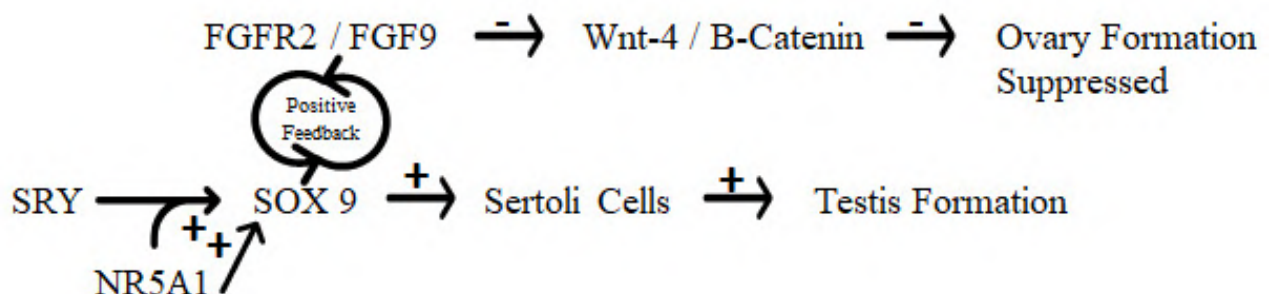 FGFR2 / FGF9 - Wnt-4 / B-Catenin - Ovary Formation
Suppressed
Positive
Feedback
SRY SOX 9 + Sertoli Cells + Testis Formation
+ +
NR5A1